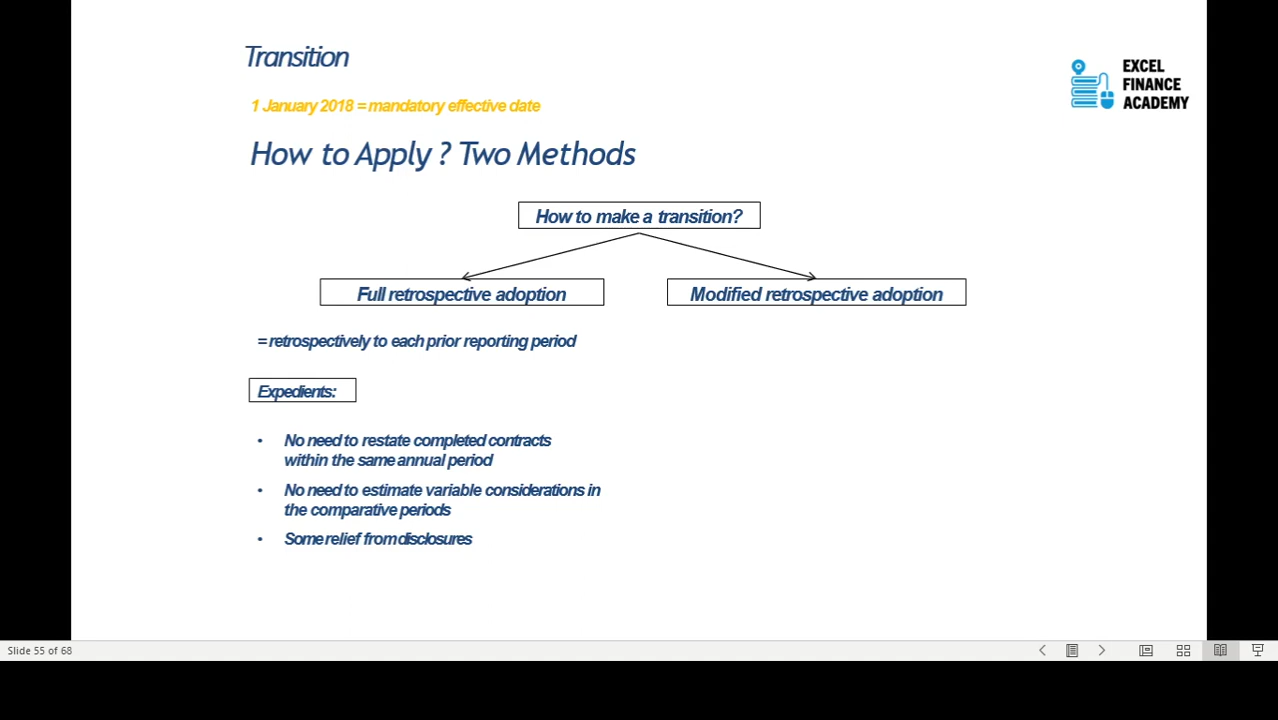 Transition
EXCEL
FINANCE
ACADEMY
1 January 2018 = mandatory effective date
How to Apply ? Two Methods
How to make a transition?
Full retrospective adoption
Modified retrospective adoption
= retrospectively to each prior reporting period
Expedients:
• No need to restate completed contracts
within the same annual period
• No need to estimate variable considerations in
the comparative periods
• Some relief from disclosures
Slide 55 of 68